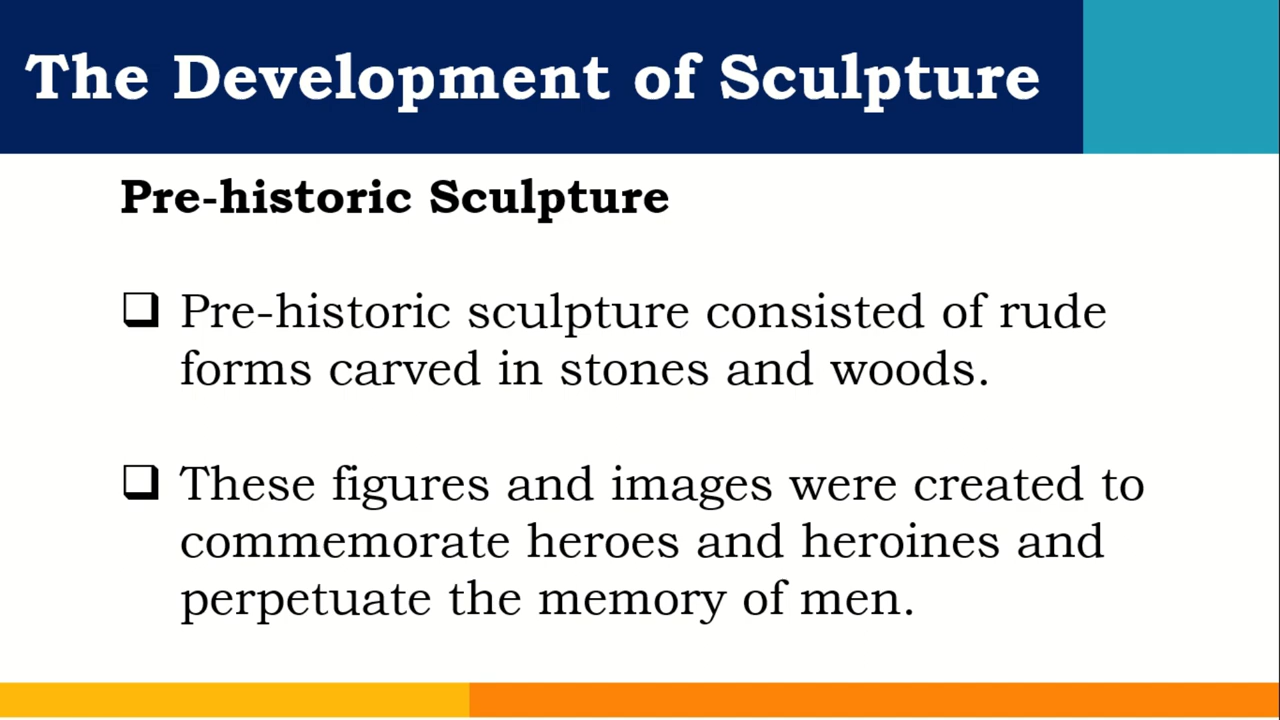 The Development of Sculpture
Pre-historic Sculpture
❑ Pre-historic sculpture consisted of rude
forms carved in stones and woods.
❑ These figures and images were created to
commemorate heroes and heroines and
perpetuate the memory of men.